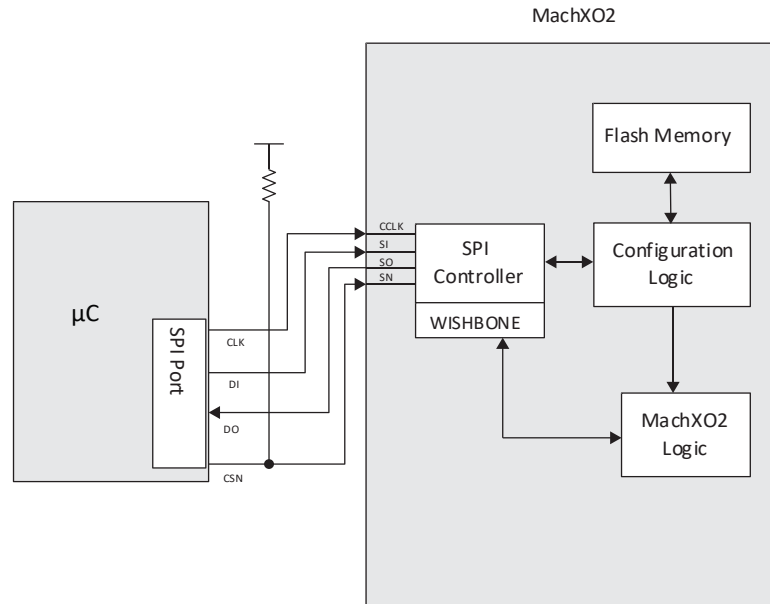 MachXO2
Flash Memory
CCLK
SI
SO
SN
SPI
Controller
WISHBONE
Configuration
Logic
µC
SPI Port
CLK
DI
DO
CSN
MachXO2
Logic